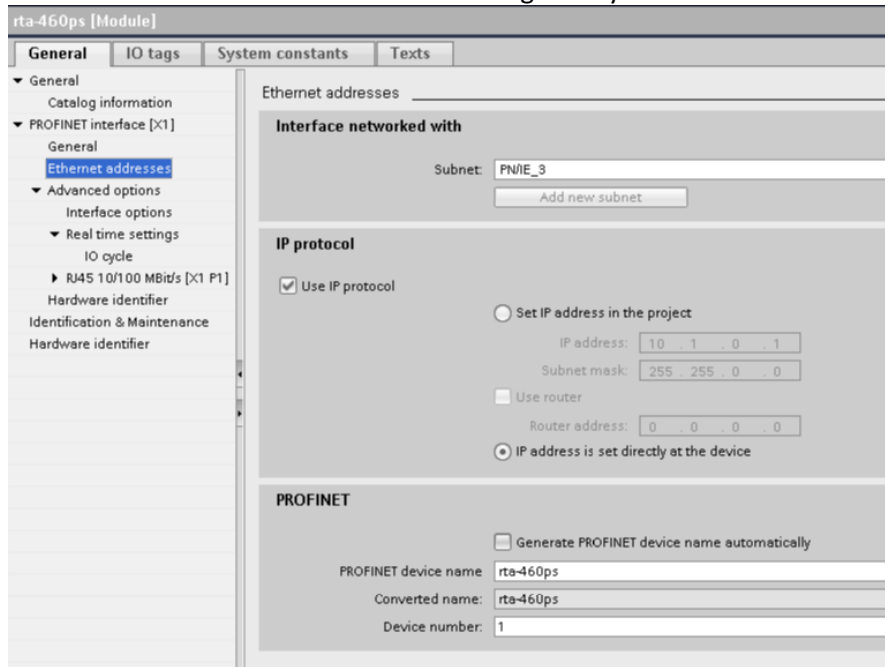 rta-460ps [Module]
General IO tags System constants Texts
General
Catalog information
PROFINET interface [X1]
General
Ethernet addresses
Advanced options
Interface options
Real time settings
IO cycle
RJ45 10/100 MBit/s [X1 P1]
Hardware identifier
Identification & Maintenance
Hardware identifier
Ethernet addresses
Interface networked with
Subnet: PN/IE_3
Add new subnet
IP protocol
Use IP protocol
Set IP address in the project
IP address: 10 . 1 . 0 . 1
Subnet mask: 255 . 255 . 0 . 0
Use router
Router address: 0 . 0 . 0 . 0
IP address is set directly at the device
PROFINET
Generate PROFINET device name automatically
PROFINET device name rta-460ps
Converted name: rta-460ps
Device number: 1